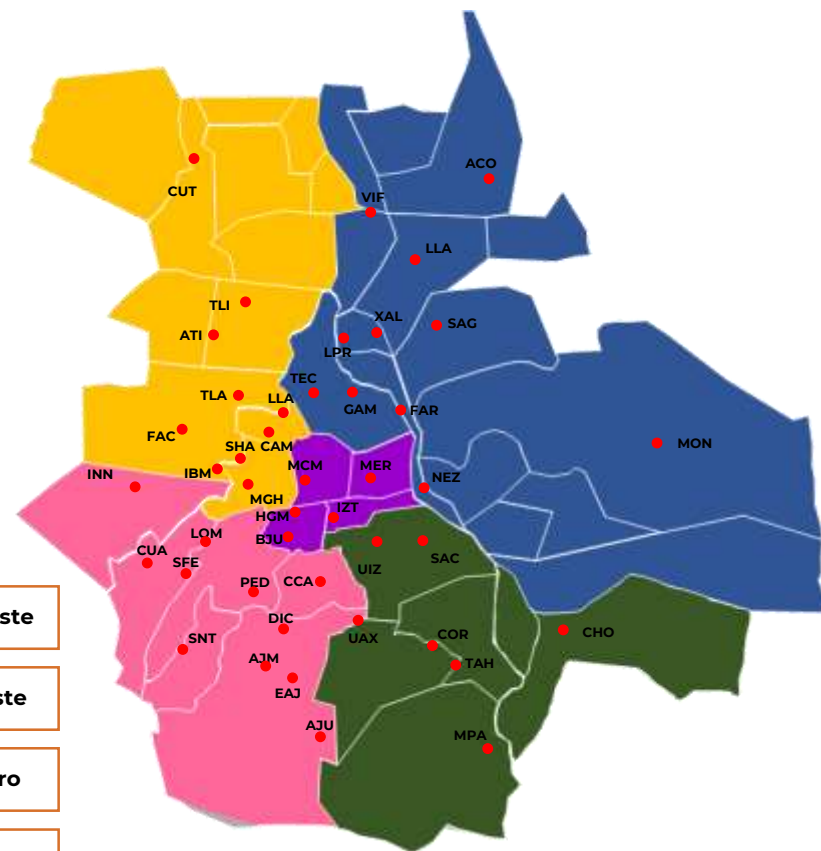 ACO
CUT
VIF
LLA
TLI
XAL
SAG
ATI
LPR
TEC
TLA
LLA
GAM
FAR
FAC
SHA
CAM
MON
IBM
MCM
MER
INN
NEZ
MGH
HGM
IZT
LOM
BJU
CUA
SAC
SFE
UIZ
PED
CCA
DIC
SNT
UAX
COR
CHO
AJM
TAH
EAJ
AJU
MPA
ste
ste
ro